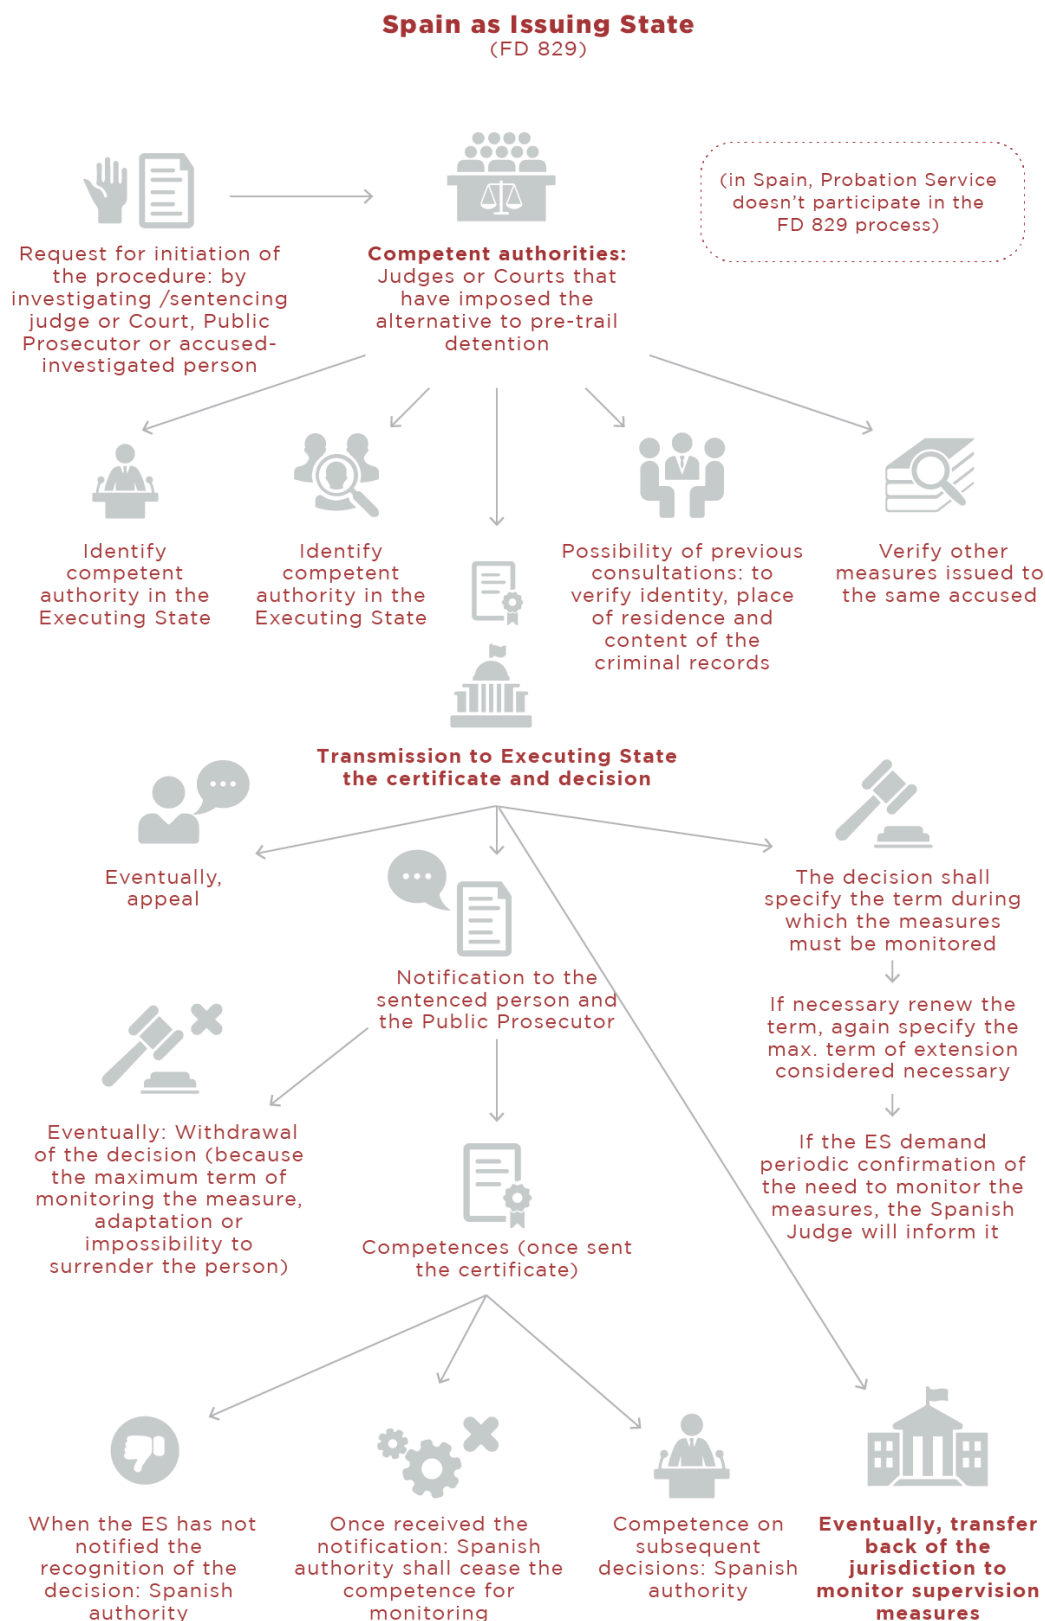 Spain as Issuing State
(FD 829)
(in Spain, Probation Service
doesn't participate in the
FD 829 process)
Request for initiation of
the procedure: by
investigating /sentencing
judge or Court, Public
Prosecutor or accused-
investigated person
Competent authorities:
Judges or Courts that
have imposed the
alternative to pre-trail
detention
Identify
competent
authority in the
Executing State
Identify
competent
authority in the
Executing State
Possibility of previous
consultations: to
verify identity, place
of residence and
content of the
criminal records
Verify other
measures issued to
the same accused
Transmission to Executing State
the certificate and decision
Eventually,
appeal
Notification to the
sentenced person and
the Public Prosecutor
The decision shall
specify the term during
which the measures
must be monitored
If necessary renew the
term, again specify the
max. term of extension
considered necessary
If the ES demand
periodic confirmation of
the need to monitor the
measures, the Spanish
Judge will inform it
Eventually: Withdrawal
of the decision (because
the maximum term of
monitoring the measure,
adaptation or
impossibility to
surrender the person)
Competences (once sent
the certificate)
When the ES has not
notified the
recognition of the
decision: Spanish
authority
Once received the
notification: Spanish
authority shall cease the
competence for
monitoring
Competence on
subsequent
decisions: Spanish
authority
Eventually, transfer
back of the
jurisdiction to
monitor supervision
measures